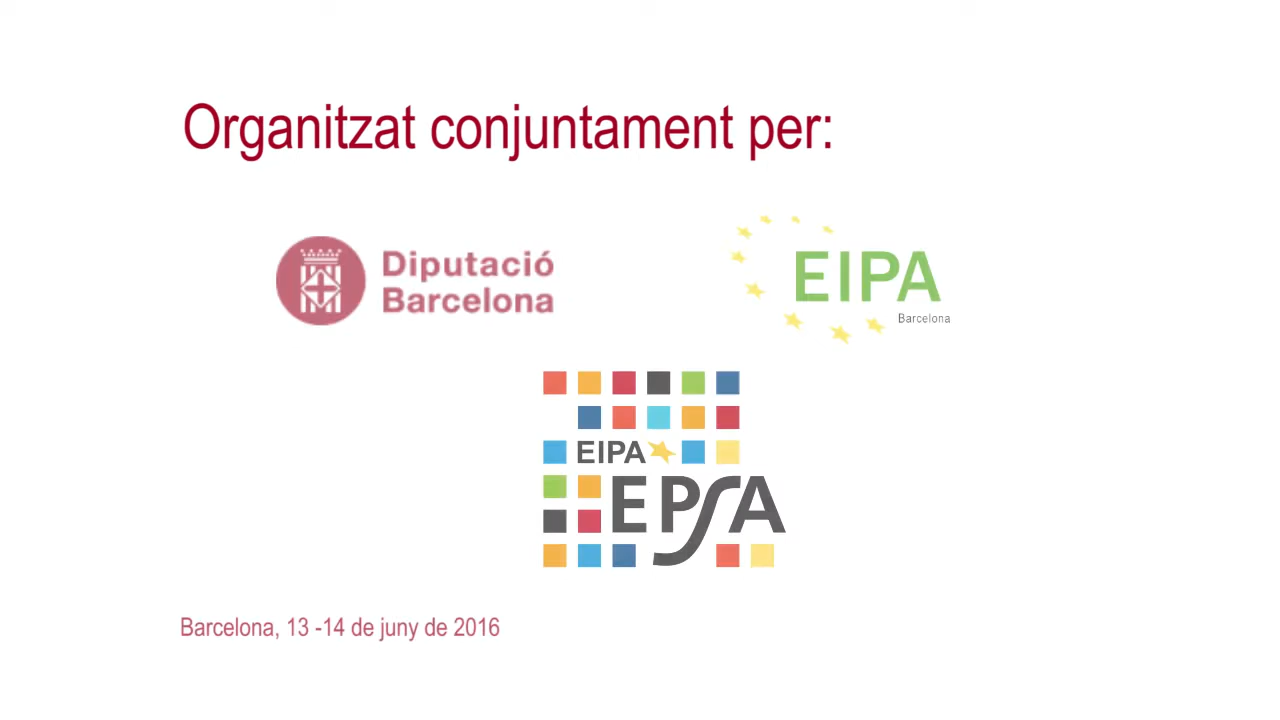 Organitzat conjuntament per:
Diputació
Barcelona
EIPA
Barcelona
EIPA
EPSA
Barcelona, 13 -14 de juny de 2016